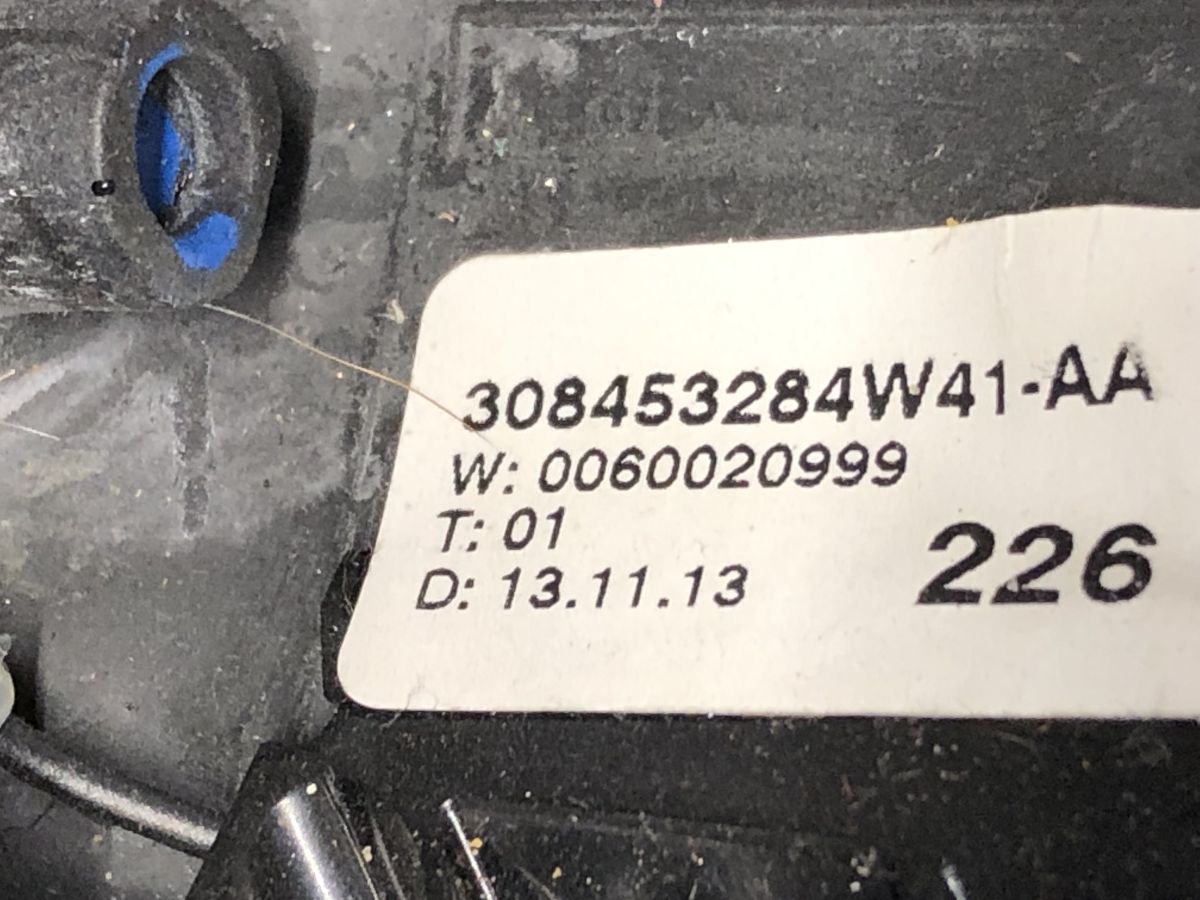 308453284W41-AA
W: 0060020999
T: 01
D: 13.11.13
226